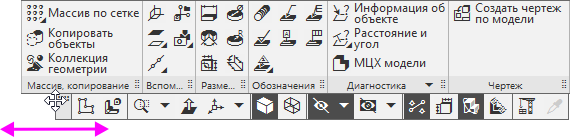 Массив по сетке
Копировать
объекты
Коллекция
геометрии
Массив, копирование
Вспом...
Разме...
Обозначения
Информация об
объекте
Расстояние и
угол
МЦХ модели
Диагностика
Создать чертеж
по модели
Чертеж